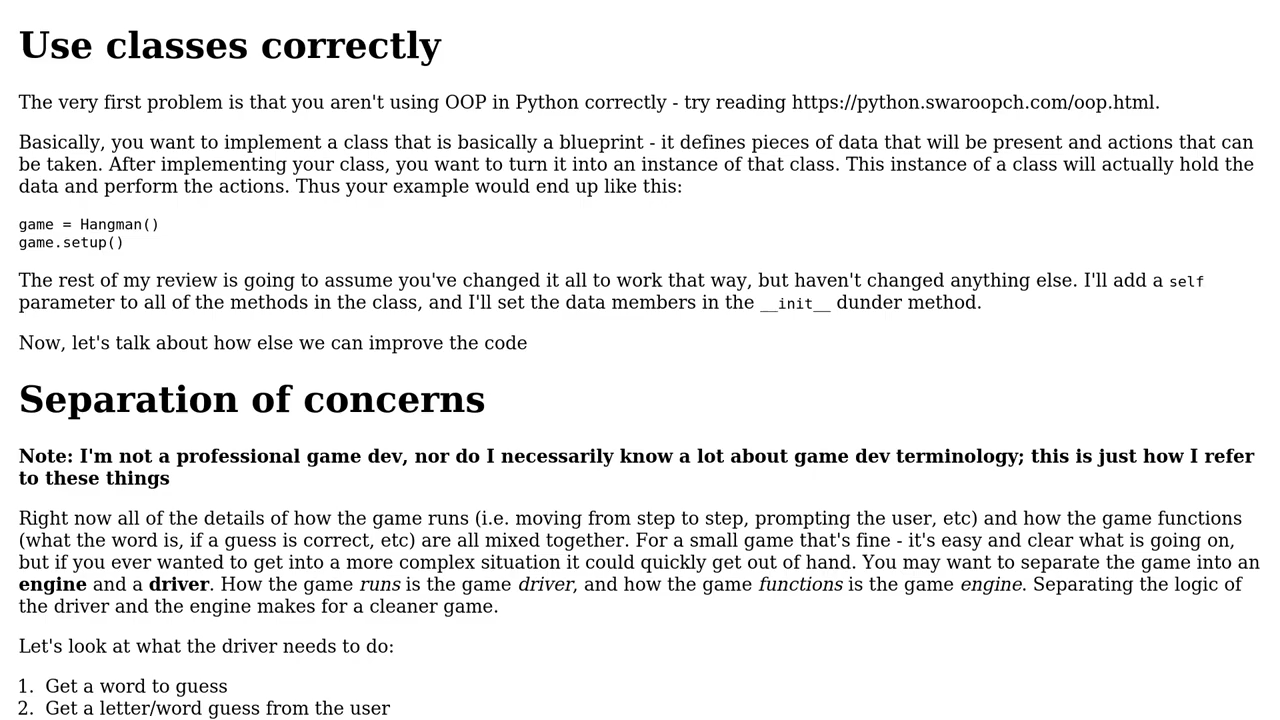 Use classes correctly
The very first problem is that you aren't using OOP in Python correctly - try reading https://python.swaroopch.com/oop.html.
Basically, you want to implement a class that is basically a blueprint - it defines pieces of data that will be present and actions that can
be taken. After implementing your class, you want to turn it into an instance of that class. This instance of a class will actually hold the
data and perform the actions. Thus your example would end up like this:
game = Hangman()
game.setup()
The rest of my review is going to assume you've changed it all to work that way, but haven't changed anything else. I'll add a self
parameter to all of the methods in the class, and I'll set the data members in the __init__ dunder method.
Now, let's talk about how else we can improve the code
Separation of concerns
Note: I'm not a professional game dev, nor do I necessarily know a lot about game dev terminology; this is just how I refer
to these things
Right now all of the details of how the game runs (i.e. moving from step to step, prompting the user, etc) and how the game functions
(what the word is, if a guess is correct, etc) are all mixed together. For a small game that's fine - it's easy and clear what is going on,
but if you ever wanted to get into a more complex situation it could quickly get out of hand. You may want to separate the game into an
engine and a driver. How the game runs is the game driver, and how the game functions is the game engine. Separating the logic of
the driver and the engine makes for a cleaner game.
Let's look at what the driver needs to do:
1. Get a word to guess
2. Get a letter/word guess from the user